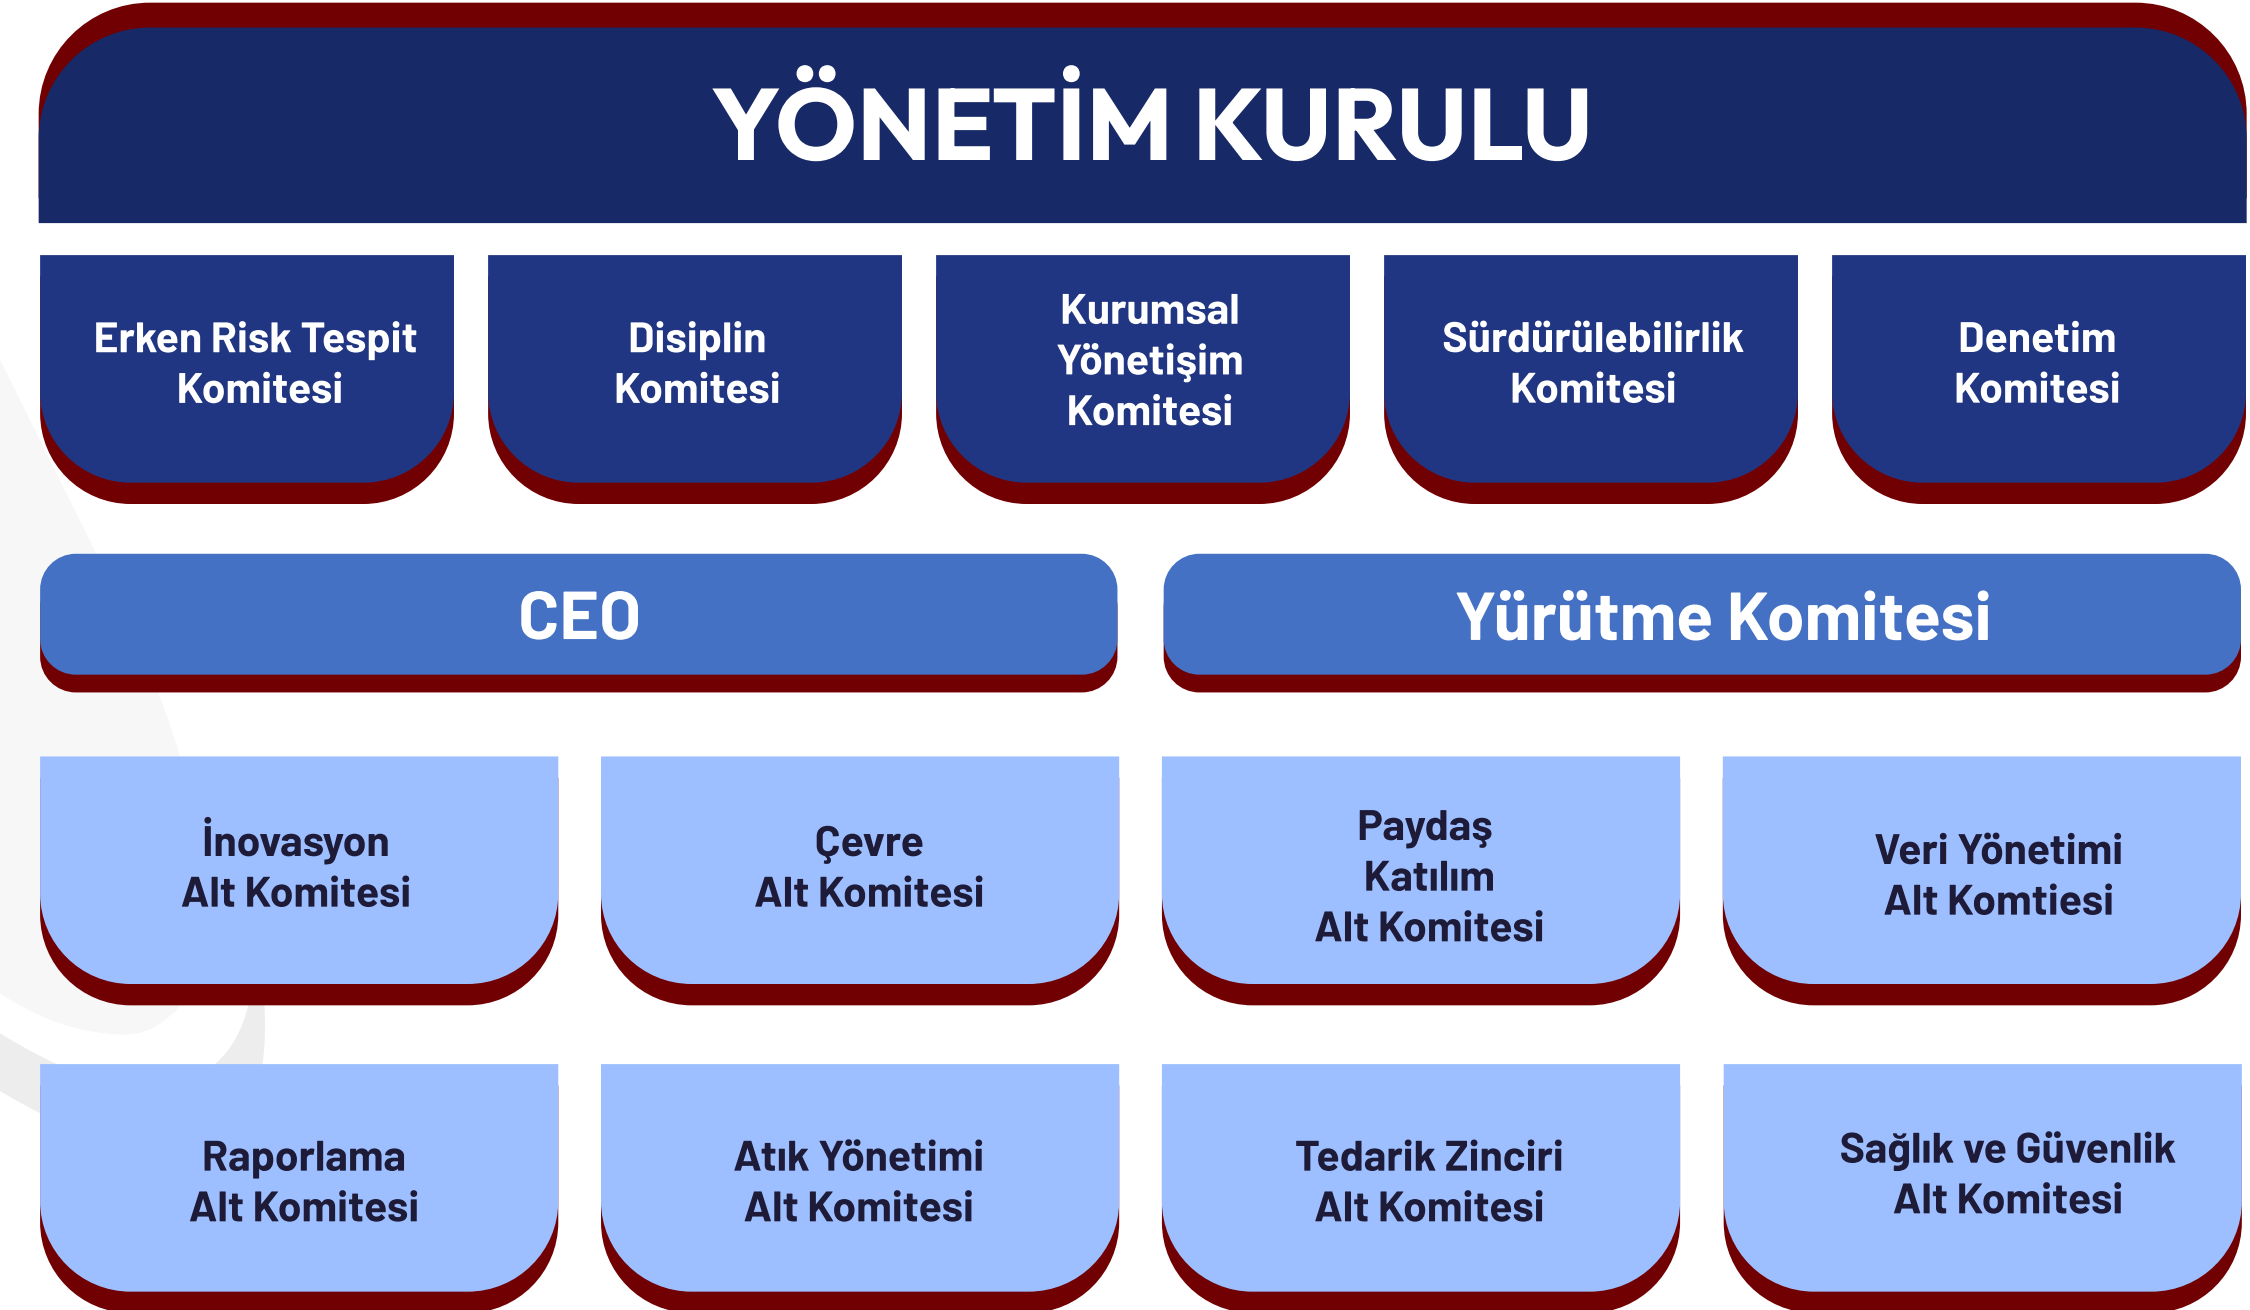 YÖNETİM KURULU
Erken Risk Tespit
Komitesi
Disiplin
Komitesi
Kurumsal
Yönetişim
Komitesi
Sürdürülebilirlik
Komitesi
Denetim
Komitesi
CEO
Yürütme Komitesi
İnovasyon
Alt Komitesi
Çevre
Alt Komitesi
Paydaş
Katılım
Alt Komitesi
Veri Yönetimi
Alt Komtiesi
Raporlama
Alt Komitesi
Atık Yönetimi
Alt Komitesi
Tedarik Zinciri
Alt Komitesi
Sağlık ve Güvenlik
Alt Komitesi